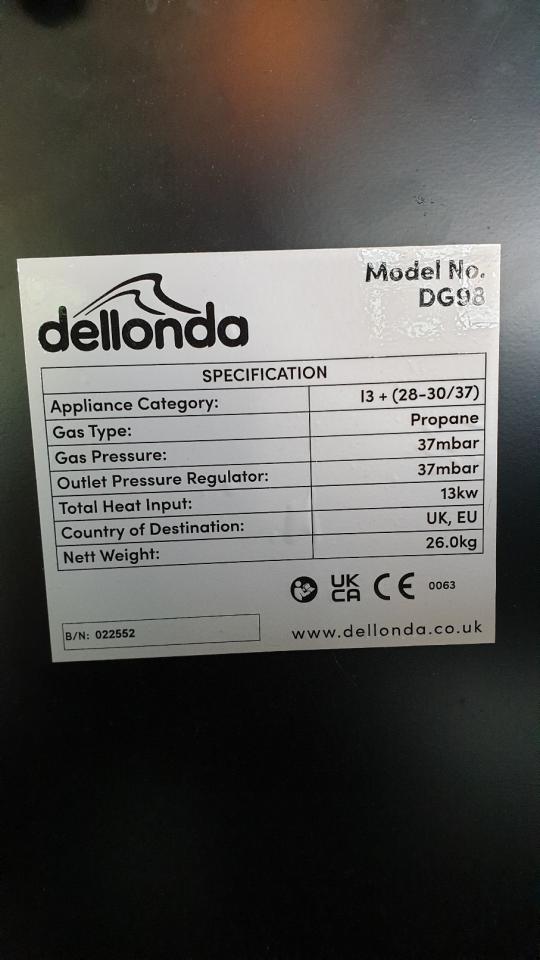 dellonda
Model No.
DG98
SPECIFICATION
Appliance Category: I3 + (28-30/37)
Gas Type: Propane
Gas Pressure: 37mbar
Outlet Pressure Regulator: 37mbar
Total Heat Input: 13kw
Country of Destination: UK, EU
Nett Weight: 26.0kg
UK
CA CE 0063
B/N: 022552
www.dellonda.co.uk